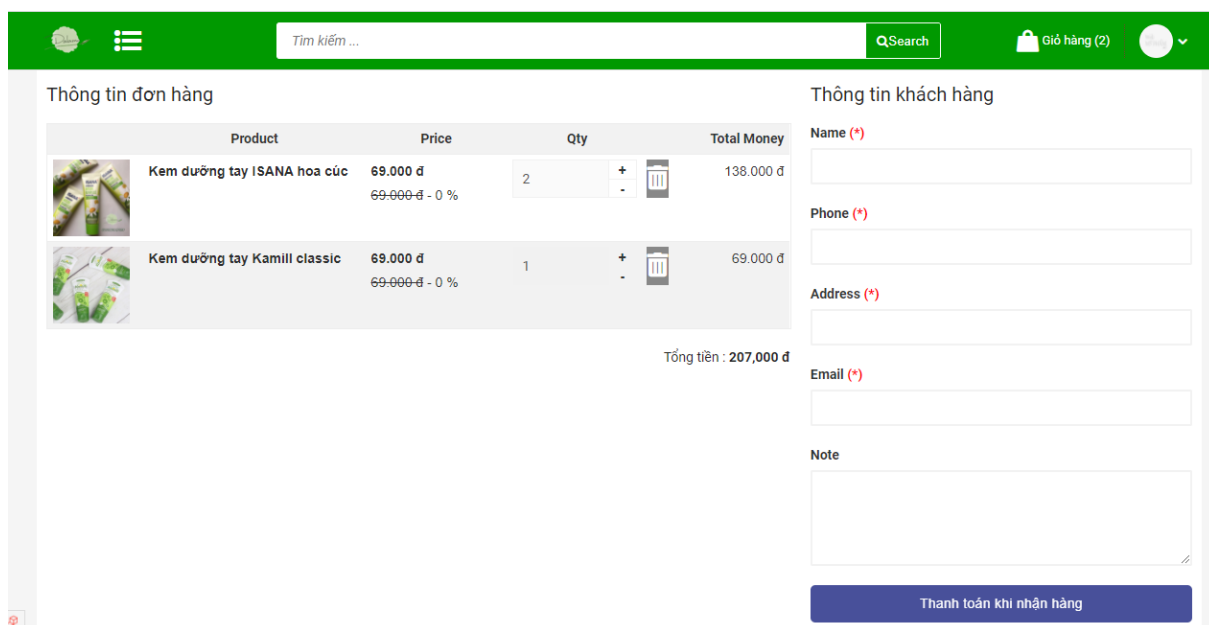 Tìm kiếm ...
Search
Giỏ hàng (2)
Thông tin đơn hàng
Product Price Qty Total Money
Kem dưỡng tay ISANA hoa cúc 69.000 đ 2 + 138.000 đ
69.000 đ - 0 % -
Kem dưỡng tay Kamill classic 69.000 đ 1 + 69.000 đ
69.000 đ - 0 % -
Tổng tiền : 207,000 đ
Thông tin khách hàng
Name (*)
Phone (*)
Address (*)
Email (*)
Note
Thanh toán khi nhận hàng